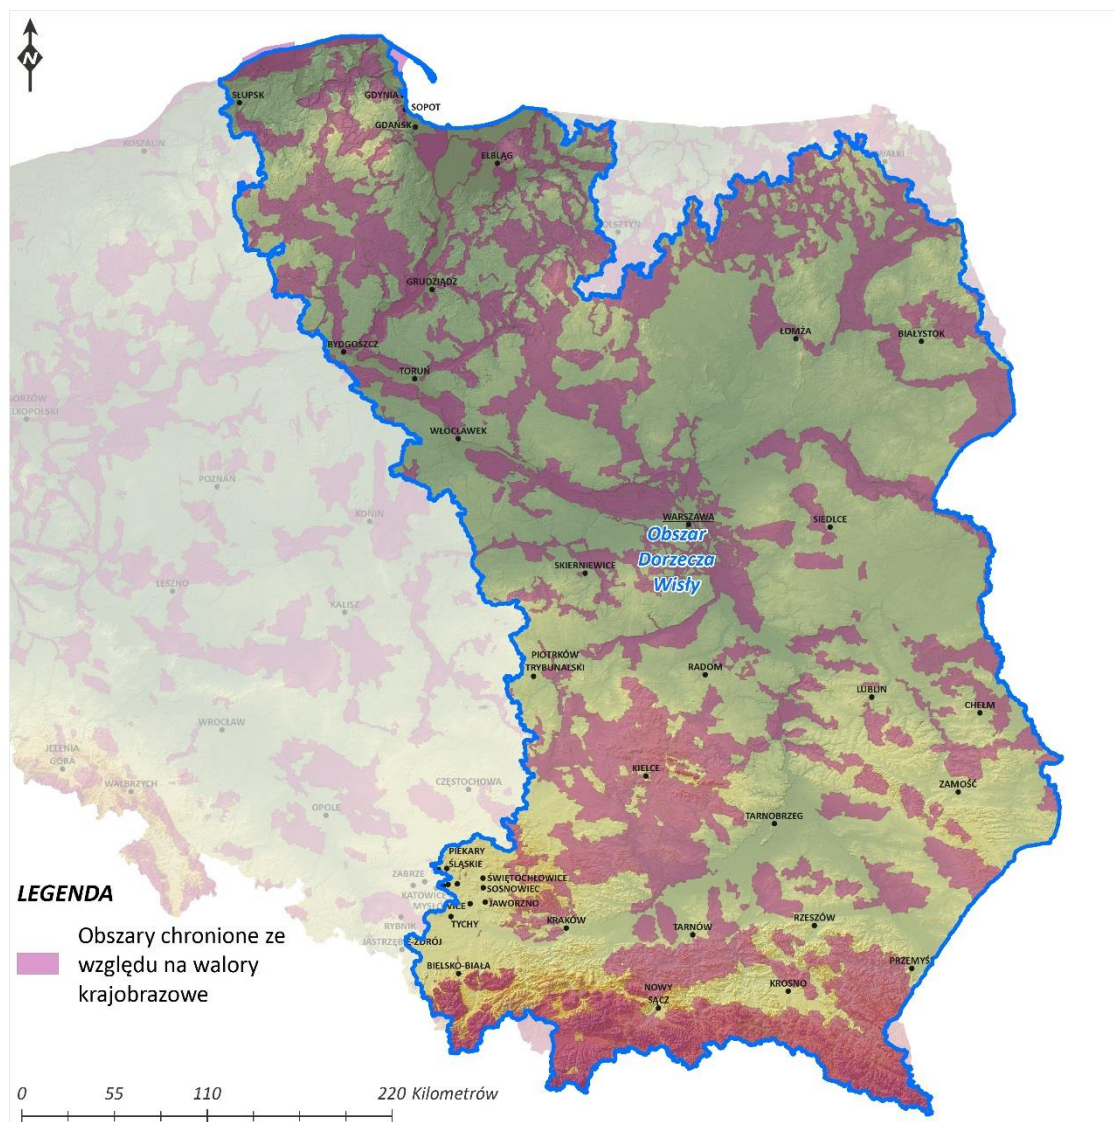 N
SŁUPSK
GDYNIA
SOPOT
GDAŃSK
KOSZALIN
ELBLĄG
OLSZTYN
GRUDZIĄDZ
ŁOMŻA
BIAŁYSTOK
BYDGOSZCZ
TORUŃ
WŁOCŁAWEK
POZNAŃ
KONIN
WARSZAWA
SIEDLCE
Obszar
Dorzecza
Wisły
SKIERNIEWICE
LESZNO
KALISZ
PIOTRKÓW
TRYBUNALSKI
RADOM
LUBLIN
CHEŁM
WROCŁAW
JELENIA
GÓRA
WAŁBRZYCH
CZĘSTOCHOWA
KIELCE
ZAMOŚĆ
OPOLE
TARNOBRZEG
PIEKARY
ŚLĄSKIE
ZABRZE
ŚWIĘTOCHŁOWICE
SOSNOWIEC
KATOWICE
JAWORZNO
TYCHY
RYBNIK
KRAKÓW
TARNÓW
RZESZÓW
JASTRZĘBIE-ZDRÓJ
BIELSKO-BIAŁA
PRZEMYŚL
NOWY
SĄCZ
KROSNO
LEGENDA
Obszary chronione ze
względu na walory
krajobrazowe
0 55 110 220 Kilometrów